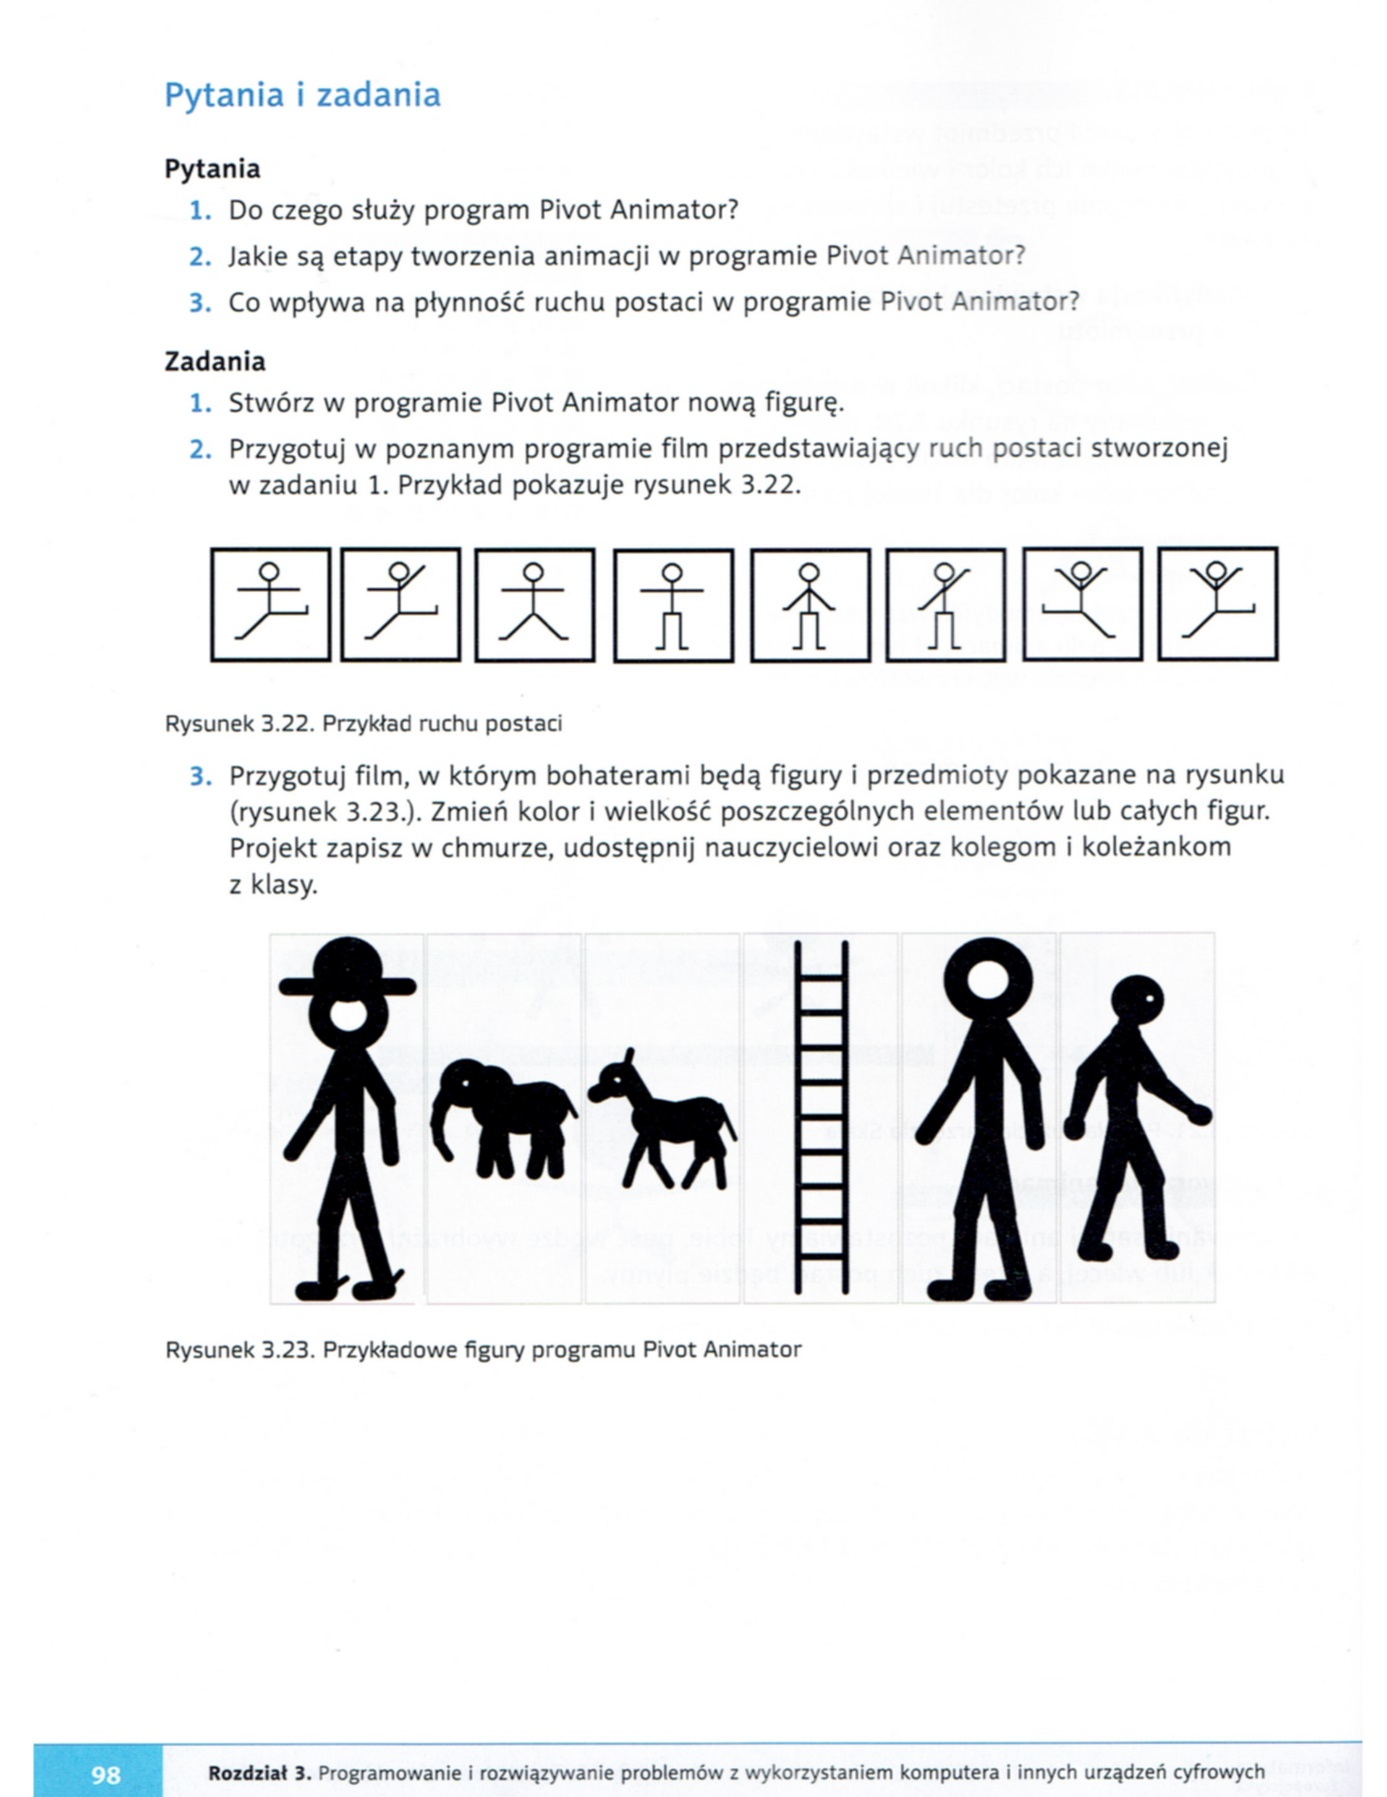 Pytania i zadania
Pytania
1. Do czego służy program Pivot Animator?
2. Jakie są etapy tworzenia animacji w programie Pivot Animator?
3. Co wpływa na płynność ruchu postaci w programie Pivot Animator?
Zadania
1. Stwórz w programie Pivot Animator nową figurę.
2. Przygotuj w poznanym programie film przedstawiający ruch postaci stworzonej
w zadaniu 1. Przykład pokazuje rysunek 3.22.
Rysunek 3.22. Przykład ruchu postaci
3. Przygotuj film, w którym bohaterami będą figury i przedmioty pokazane na rysunku
(rysunek 3.23.). Zmień kolor i wielkość poszczególnych elementów lub całych figur.
Projekt zapisz w chmurze, udostępnij nauczycielowi oraz kolegom i koleżankom
z klasy.
Rysunek 3.23. Przykładowe figury programu Pivot Animator
98 Rozdział 3. Programowanie i rozwiązywanie problemów z wykorzystaniem komputera i innych urządzeń cyfrowych